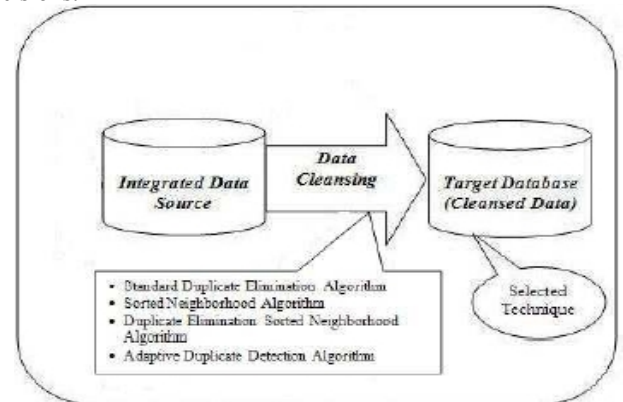 Integrated Data
Source
Data
Cleansing
Target Database
(Cleansed Data)
• Standard Duplicate Elimination Algorithm
• Sorted Neighborhood Algorithm
• Duplicate Elimination Sorted Neighborhood
Algorithm
• Adaptive Duplicate Detection Algorithm
Selected
Technique